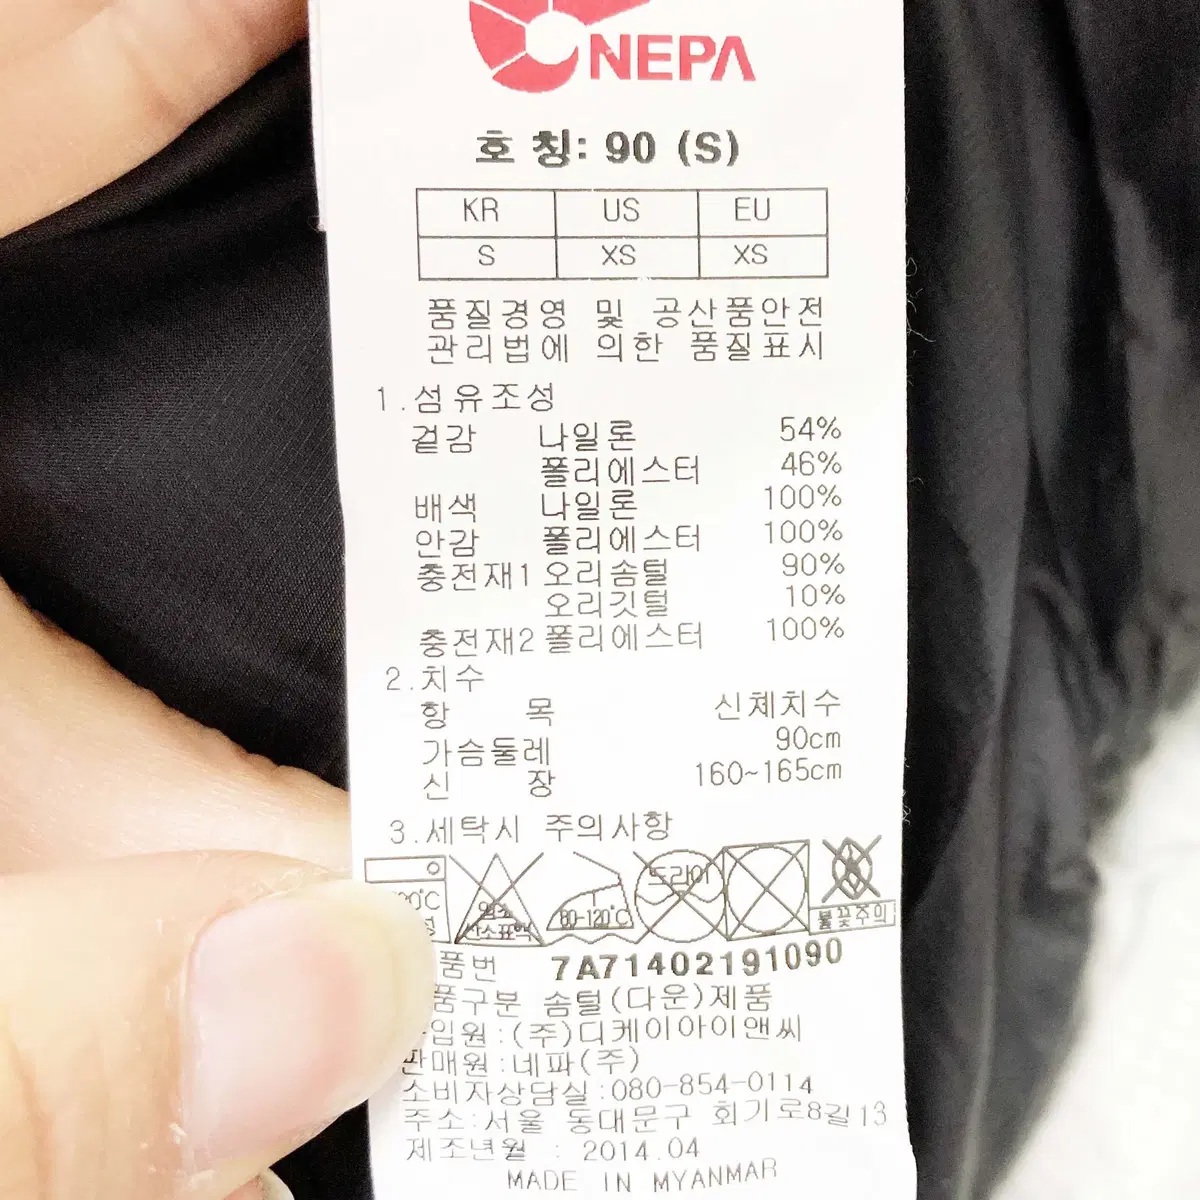 NEPA
호 칭: 90 (S)
KR US EU
S XS XS
품질경영 및 공산품안전
관리법에 의한 품질표시
1.섬유조성
겉감 나일론 54%
폴리에스터 46%
배색 나일론 100%
안감 폴리에스터 100%
충전재1 오리솜털 90%
오리깃털 10%
충전재2 폴리에스터 100%
2.치수
항 목 신체치수
가슴둘레 90cm
신 장 160~165cm
3.세탁시 주의사항
염소 산소표백
80-120℃
드라이
불꽃주의
품번 7A71402191090
품구분 솜털(다운)제품
입원:(주)디케이아이앤씨
판매원:네파(주)
소비자상담실:080-854-0114
주소:서울 동대문구 회기로8길13
제조년월 : 2014.04
MADE IN MYANMAR